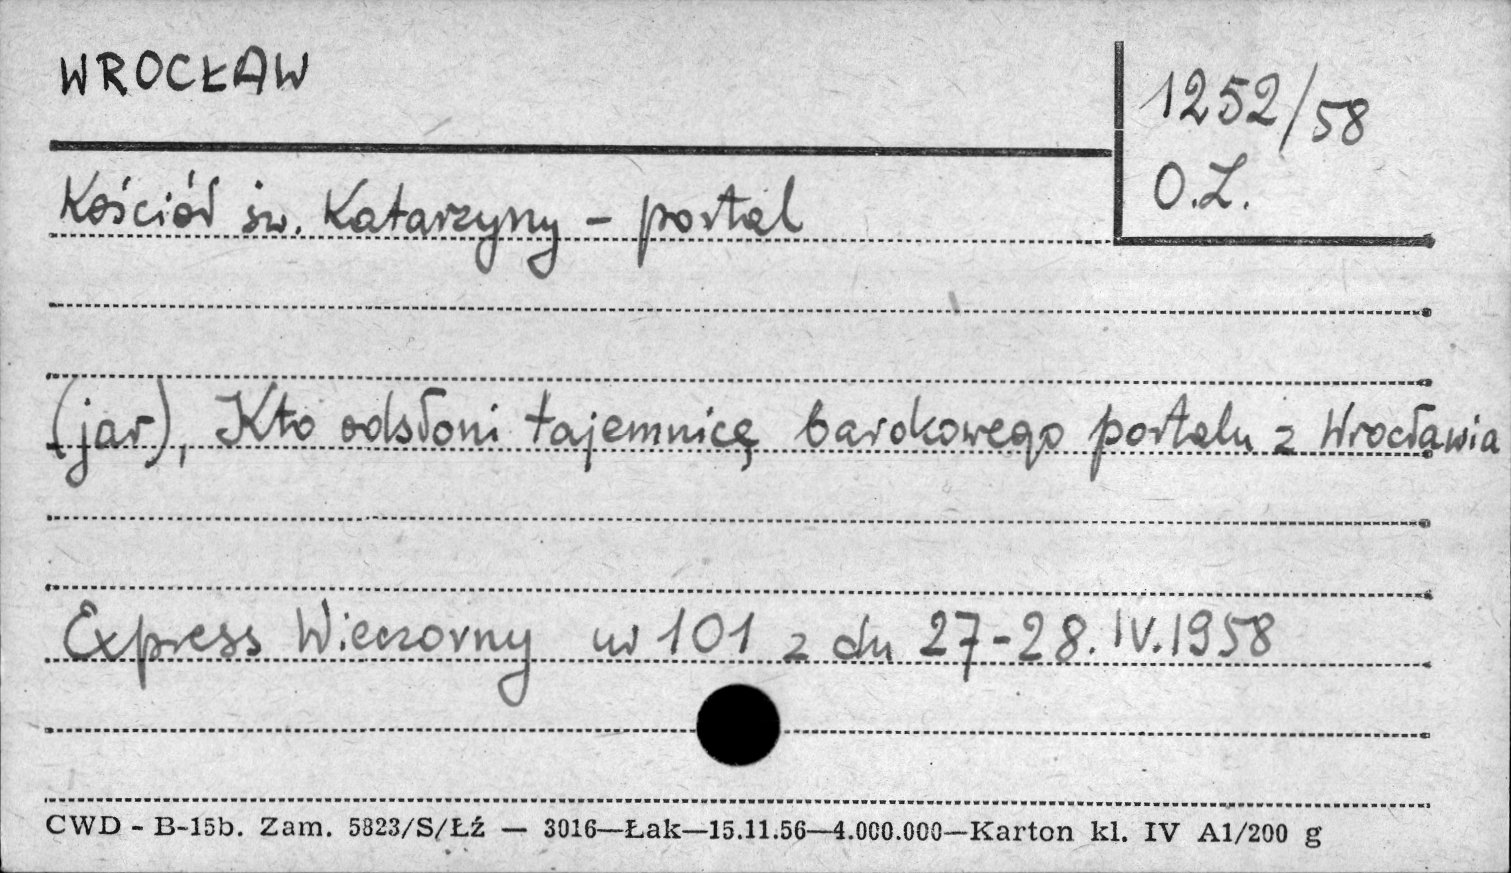 WROCŁAW
1252/58
O.Z.
Kościół św. Katarzyny - portal
(jar), Kto odsłoni tajemnicę barokowego portalu z Wrocławia
Express Wieczorny nr 101 z dn 27-28.IV.1958
CWD - B-15b. Zam. 5823/S/Łź — 3016—Łak—15.11.56—4.000.000—Karton kl. IV A1/200 g